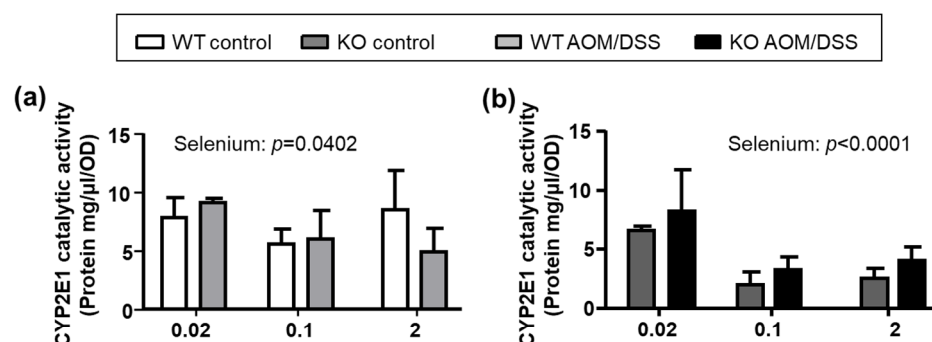 WT control KO control WT AOM/DSS KO AOM/DSS
(a)
CYP2E1 catalytic activity
(Protein mg/µl/OD)
Selenium: p=0.0402
15
10
5
0
0.02 0.1 2
(b)
CYP2E1 catalytic activity
(Protein mg/µl/OD)
Selenium: p<0.0001
15
10
5
0
0.02 0.1 2